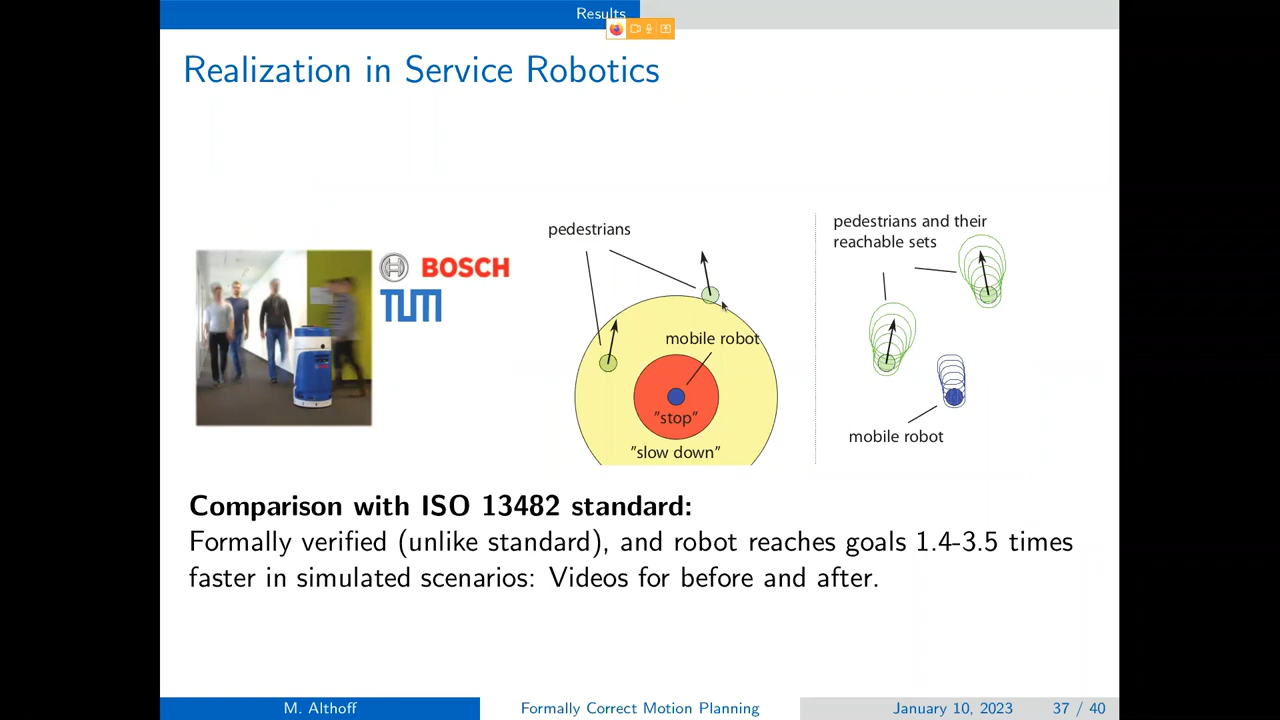 Results
Realization in Service Robotics
BOSCH
TUM
pedestrians
mobile robot
"stop"
"slow down"
pedestrians and their
reachable sets
mobile robot
Comparison with ISO 13482 standard:
Formally verified (unlike standard), and robot reaches goals 1.4-3.5 times
faster in simulated scenarios: Videos for before and after.
M. Althoff
Formally Correct Motion Planning
January 10, 2023
37 / 40